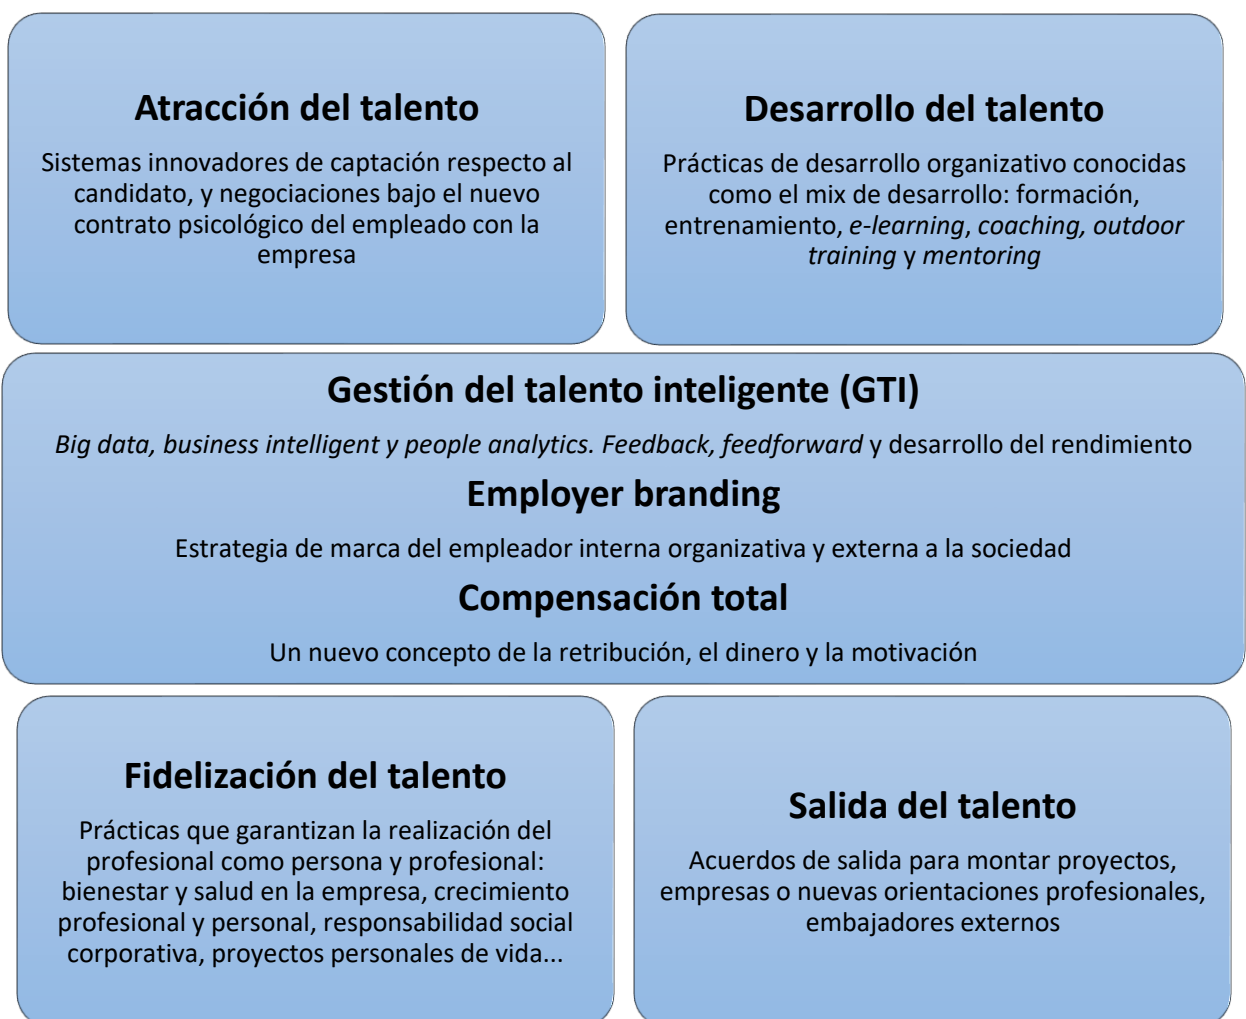 Atracción del talento
Sistemas innovadores de captación respecto al
candidato, y negociaciones bajo el nuevo
contrato psicológico del empleado con la
empresa
Desarrollo del talento
Prácticas de desarrollo organizativo conocidas
como el mix de desarrollo: formación,
entrenamiento, e-learning, coaching, outdoor
training y mentoring
Gestión del talento inteligente (GTI)
Big data, business intelligent y people analytics. Feedback, feedforward y desarrollo del rendimiento
Employer branding
Estrategia de marca del empleador interna organizativa y externa a la sociedad
Compensación total
Un nuevo concepto de la retribución, el dinero y la motivación
Fidelización del talento
Prácticas que garantizan la realización del
profesional como persona y profesional:
bienestar y salud en la empresa, crecimiento
profesional y personal, responsabilidad social
corporativa, proyectos personales de vida...
Salida del talento
Acuerdos de salida para montar proyectos,
empresas o nuevas orientaciones profesionales,
embajadores externos